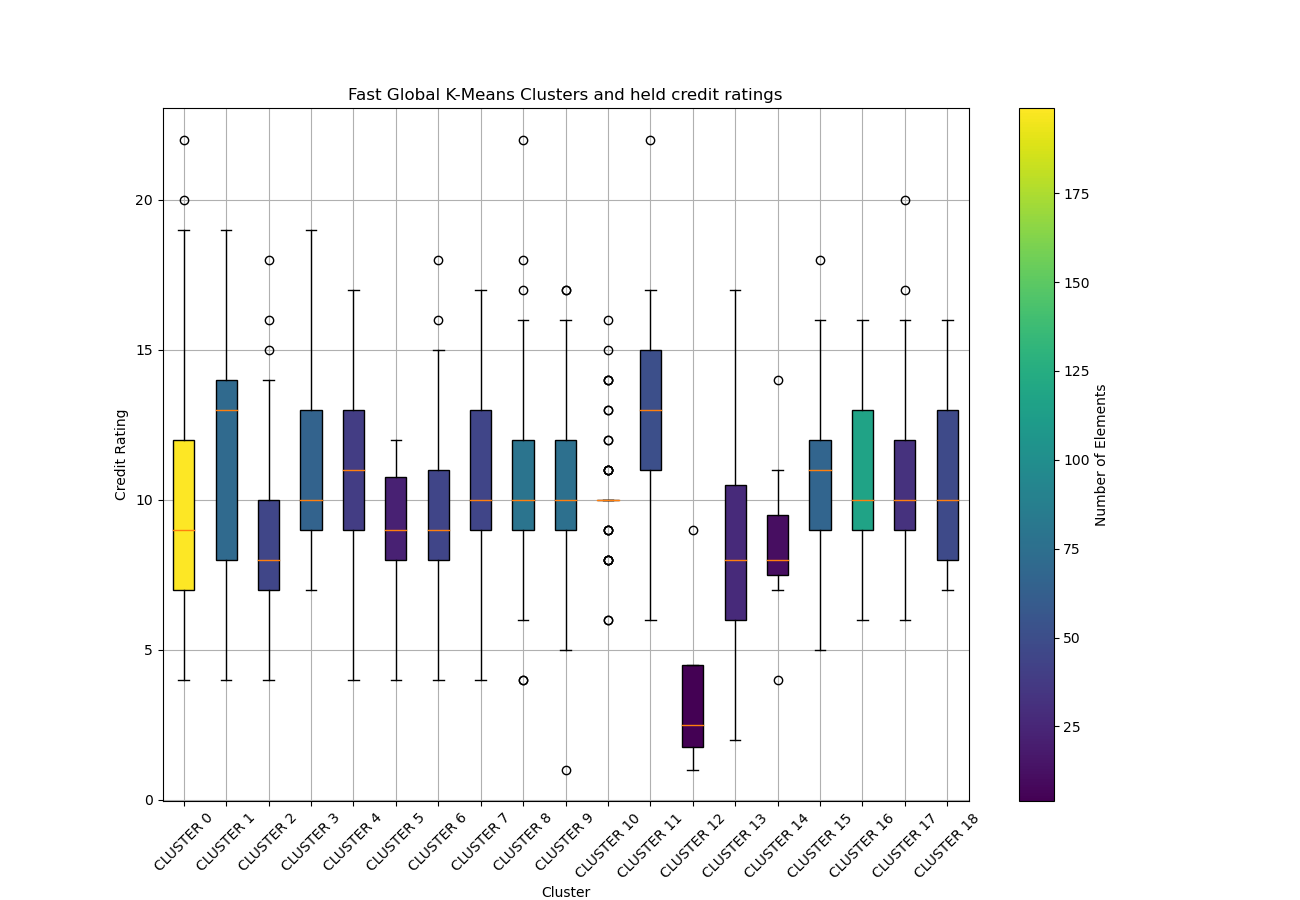 Fast Global K-Means Clusters and held credit ratings
Credit Rating
20
15
10
5
0
CLUSTER 0
CLUSTER 1
CLUSTER 2
CLUSTER 3
CLUSTER 4
CLUSTER 5
CLUSTER 6
CLUSTER 7
CLUSTER 8
CLUSTER 9
CLUSTER 10
CLUSTER 11
CLUSTER 12
CLUSTER 13
CLUSTER 14
CLUSTER 15
CLUSTER 16
CLUSTER 17
CLUSTER 18
Cluster
175
150
125
100
75
50
25
Number of Elements